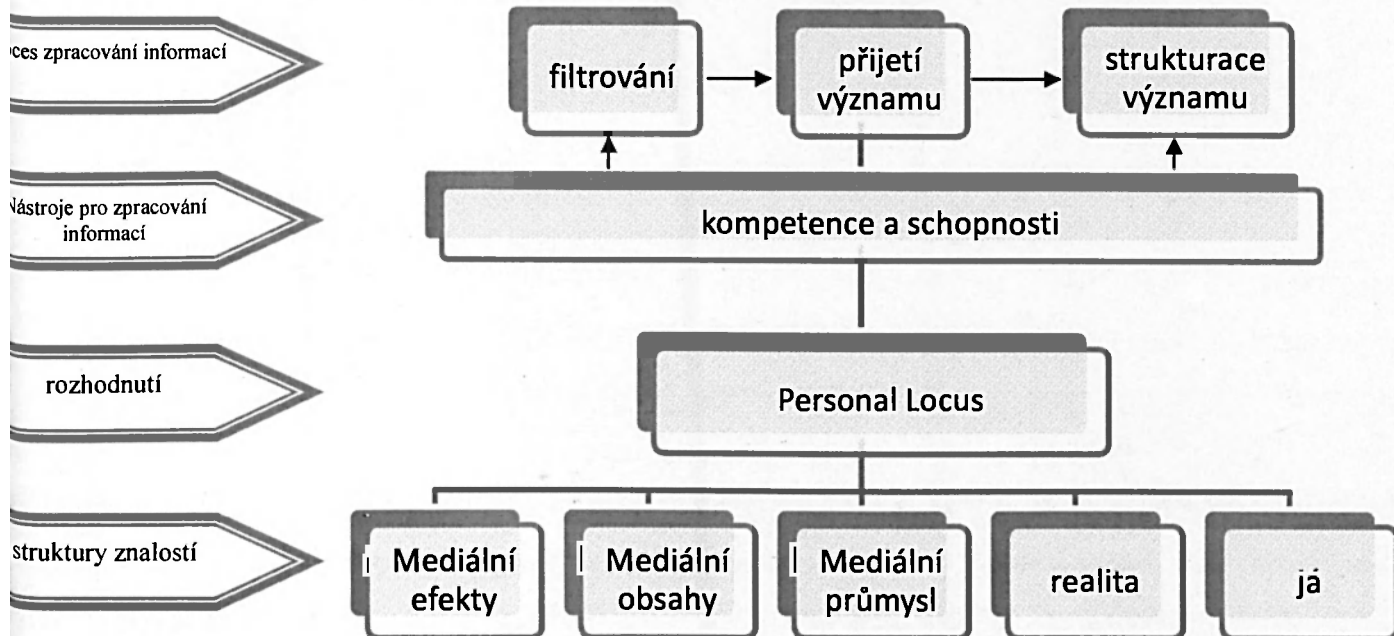 ces zpracování informací
filtrování
přijetí
významu
strukturace
významu
Nástroje pro zpracování
informací
kompetence a schopnosti
rozhodnutí
Personal Locus
struktury znalostí
Mediální
efekty
Mediální
obsahy
Mediální
průmysl
realita
já